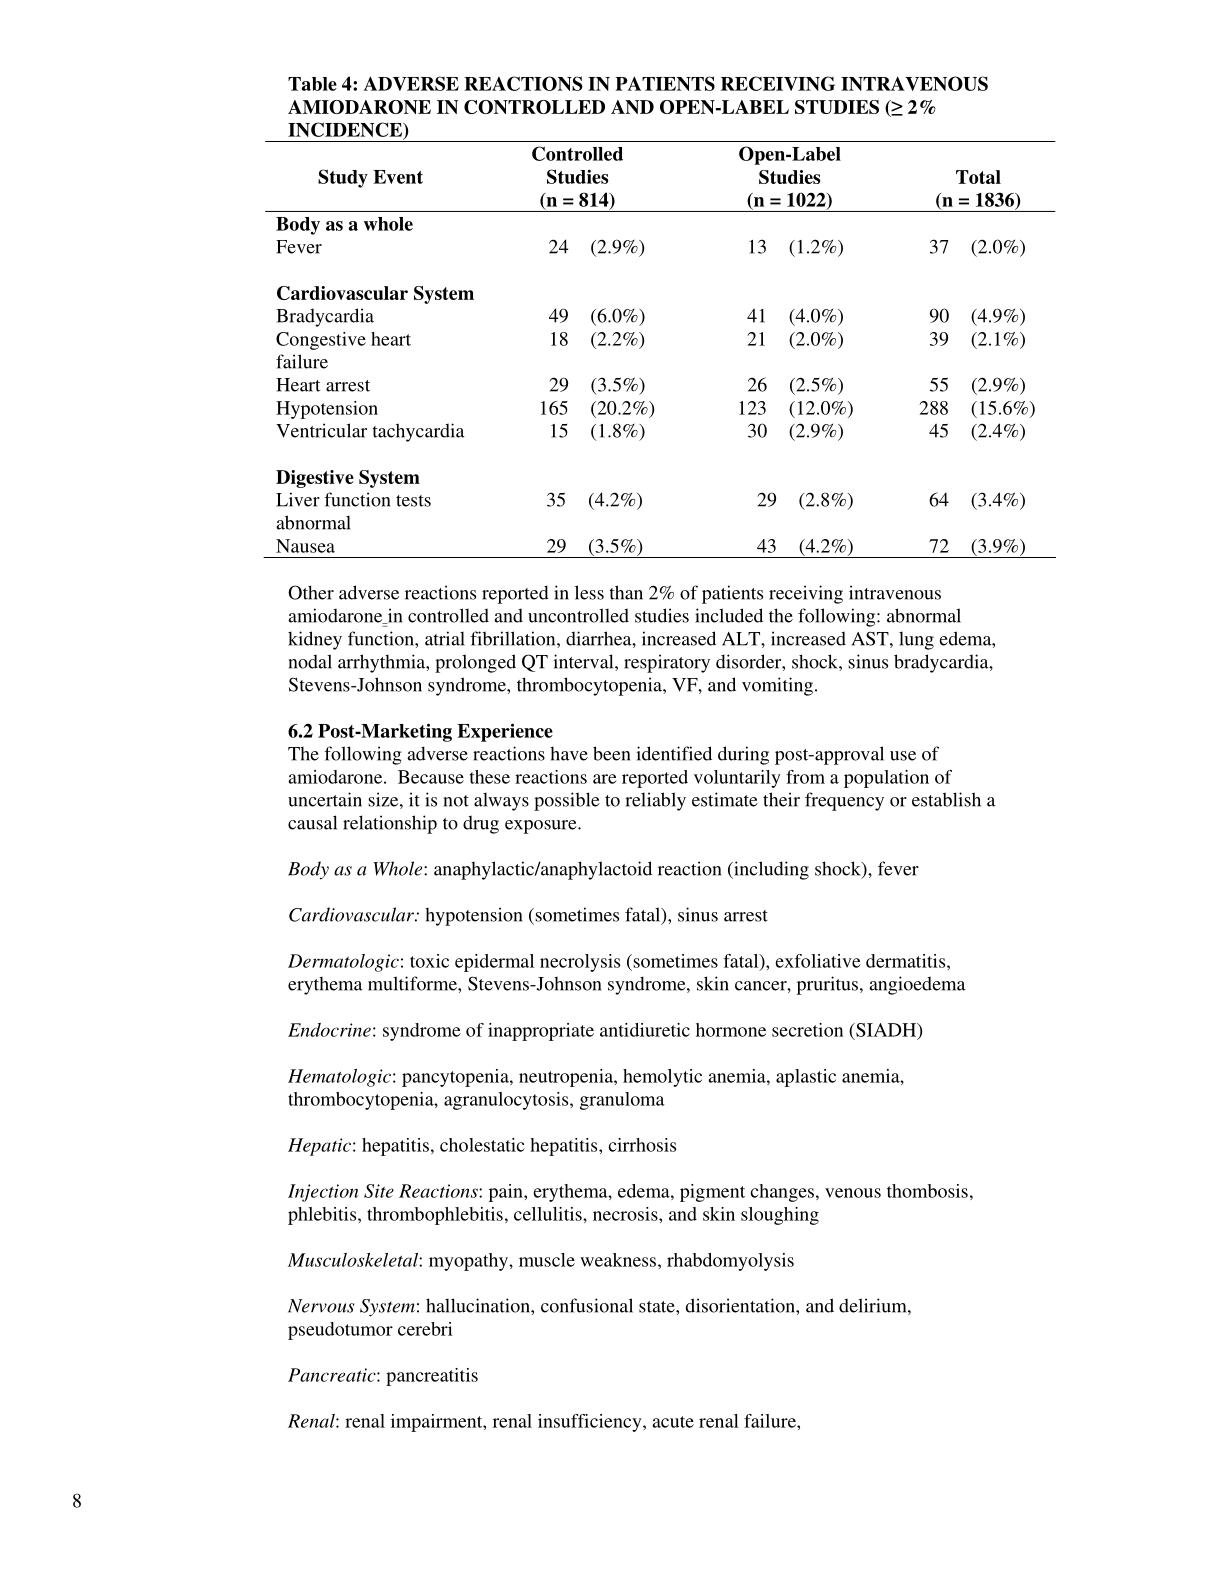 Table 4: ADVERSE REACTIONS IN PATIENTS RECEIVING INTRAVENOUS
AMIODARONE IN CONTROLLED AND OPEN-LABEL STUDIES (≥ 2%
INCIDENCE)
Study Event Controlled Studies (n = 814) Open-Label Studies (n = 1022) Total (n = 1836)
Body as a whole
Fever 24 (2.9%) 13 (1.2%) 37 (2.0%)
Cardiovascular System
Bradycardia 49 (6.0%) 41 (4.0%) 90 (4.9%)
Congestive heart 18 (2.2%) 21 (2.0%) 39 (2.1%)
failure
Heart arrest 29 (3.5%) 26 (2.5%) 55 (2.9%)
Hypotension 165 (20.2%) 123 (12.0%) 288 (15.6%)
Ventricular tachycardia 15 (1.8%) 30 (2.9%) 45 (2.4%)
Digestive System
Liver function tests 35 (4.2%) 29 (2.8%) 64 (3.4%)
abnormal
Nausea 29 (3.5%) 43 (4.2%) 72 (3.9%)
Other adverse reactions reported in less than 2% of patients receiving intravenous
amiodarone in controlled and uncontrolled studies included the following: abnormal
kidney function, atrial fibrillation, diarrhea, increased ALT, increased AST, lung edema,
nodal arrhythmia, prolonged QT interval, respiratory disorder, shock, sinus bradycardia,
Stevens-Johnson syndrome, thrombocytopenia, VF, and vomiting.
6.2 Post-Marketing Experience
The following adverse reactions have been identified during post-approval use of
amiodarone. Because these reactions are reported voluntarily from a population of
uncertain size, it is not always possible to reliably estimate their frequency or establish a
causal relationship to drug exposure.
Body as a Whole: anaphylactic/anaphylactoid reaction (including shock), fever
Cardiovascular: hypotension (sometimes fatal), sinus arrest
Dermatologic: toxic epidermal necrolysis (sometimes fatal), exfoliative dermatitis,
erythema multiforme, Stevens-Johnson syndrome, skin cancer, pruritus, angioedema
Endocrine: syndrome of inappropriate antidiuretic hormone secretion (SIADH)
Hematologic: pancytopenia, neutropenia, hemolytic anemia, aplastic anemia,
thrombocytopenia, agranulocytosis, granuloma
Hepatic: hepatitis, cholestatic hepatitis, cirrhosis
Injection Site Reactions: pain, erythema, edema, pigment changes, venous thombosis,
phlebitis, thrombophlebitis, cellulitis, necrosis, and skin sloughing
Musculoskeletal: myopathy, muscle weakness, rhabdomyolysis
Nervous System: hallucination, confusional state, disorientation, and delirium,
pseudotumor cerebri
Pancreatic: pancreatitis
Renal: renal impairment, renal insufficiency, acute renal failure,
8